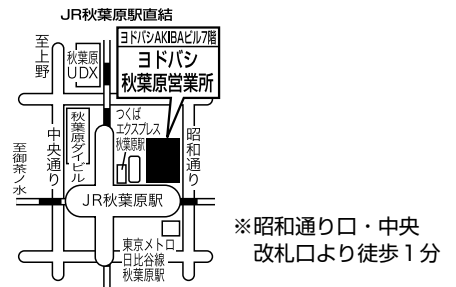 JR秋葉原駅直結
ヨドバシAKIBAビル7階
ヨドバシ
秋葉原営業所
至上野
秋葉原
UDX
つくば
エクスプレス
秋葉原駅
秋葉原ダイビル
中央通り
昭和通り
至御茶ノ水
JR秋葉原駅
東京メトロ
日比谷線
秋葉原駅
※昭和通り口・中央
改札口より徒歩1分